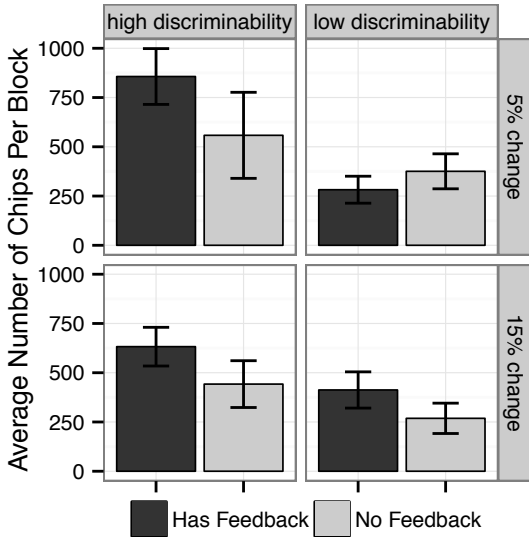 high discriminability low discriminability
Average Number of Chips Per Block
1000
750
500
250
0
5% change
1000
750
500
250
0
15% change
Has Feedback No Feedback